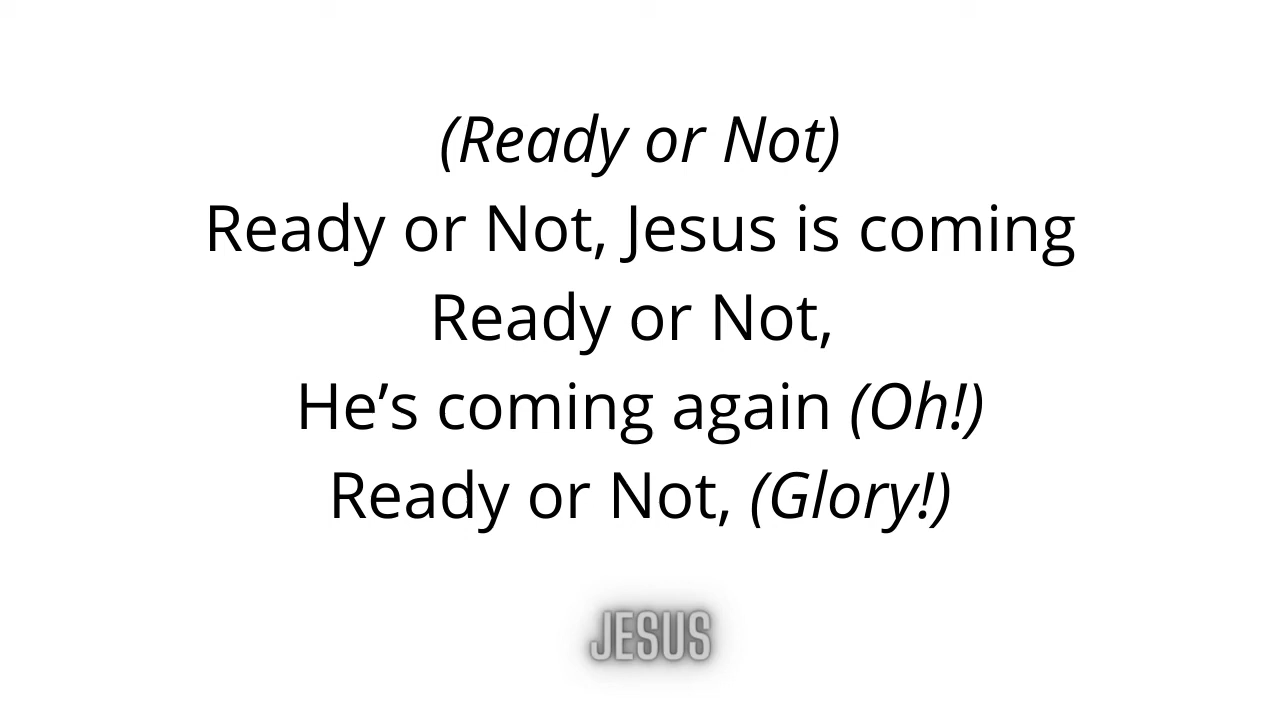 (Ready or Not)
Ready or Not, Jesus is coming
Ready or Not,
He’s coming again (Oh!)
Ready or Not, (Glory!)
JESUS